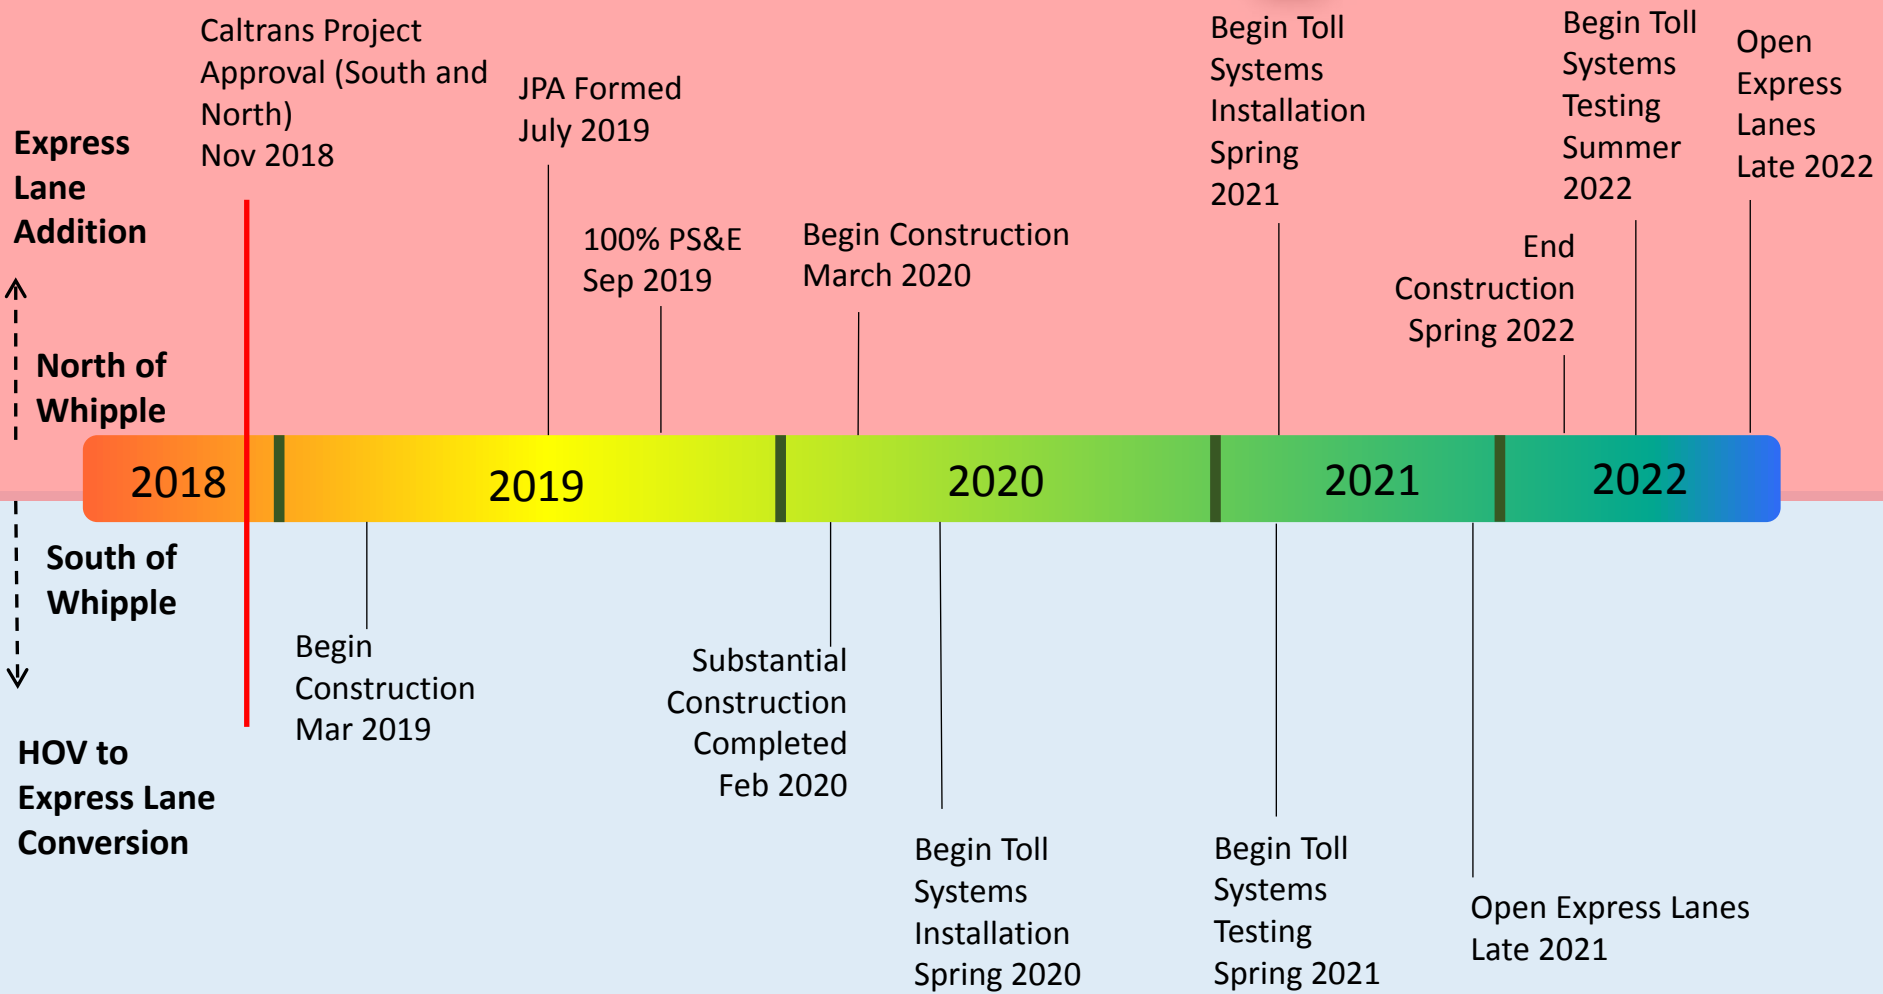 Caltrans Project
Approval (South and
North)
Nov 2018
JPA Formed
July 2019
100% PS&E
Sep 2019
Begin Construction
March 2020
Begin Toll
Systems
Installation
Spring
2021
End
Construction
Spring 2022
Begin Toll
Systems
Testing
Summer
2022
Open
Express
Lanes
Late 2022
Express
Lane
Addition
North of
Whipple
2018
2019
2020
2021
2022
South of
Whipple
HOV to
Express Lane
Conversion
Begin
Construction
Mar 2019
Substantial
Construction
Completed
Feb 2020
Begin Toll
Systems
Installation
Spring 2020
Begin Toll
Systems
Testing
Spring 2021
Open Express Lanes
Late 2021